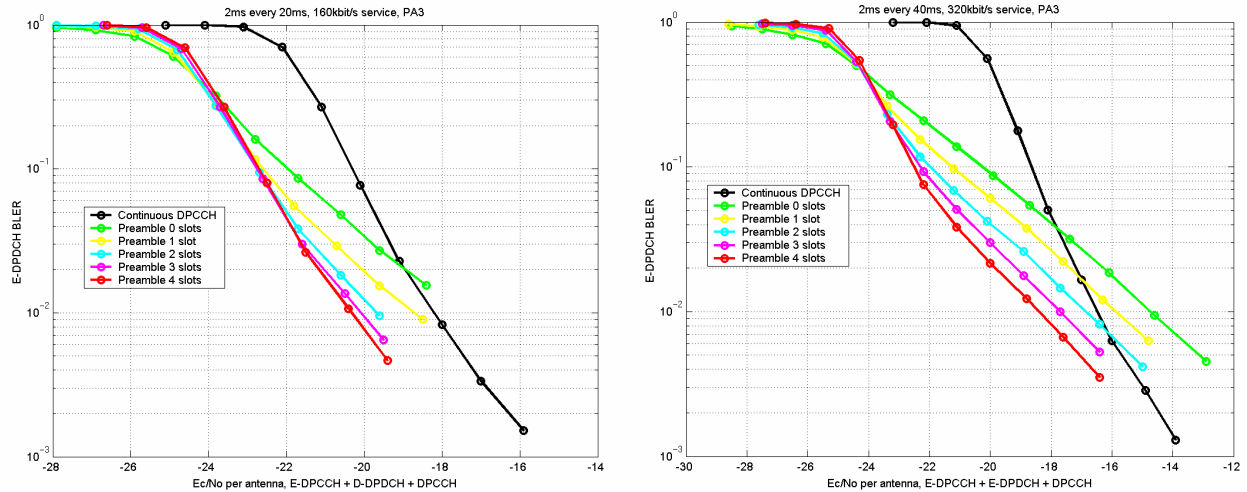 2ms every 20ms, 160kbit/s service, PA3
10^0
10^-1
10^-2
10^-3
E-DPDCH BLER
Continuous DPCCH
Preamble 0 slots
Preamble 1 slot
Preamble 2 slots
Preamble 3 slots
Preamble 4 slots
-28 -26 -24 -22 -20 -18 -16 -14
Ec/No per antenna, E-DPCCH + D-DPDCH + DPCCH
2ms every 40ms, 320kbit/s service, PA3
10^0
10^-1
10^-2
10^-3
E-DPDCH BLER
Continuous DPCCH
Preamble 0 slots
Preamble 1 slot
Preamble 2 slots
Preamble 3 slots
Preamble 4 slots
-30 -28 -26 -24 -22 -20 -18 -16 -14 -12
Ec/No per antenna, E-DPCCH + E-DPDCH + DPCCH